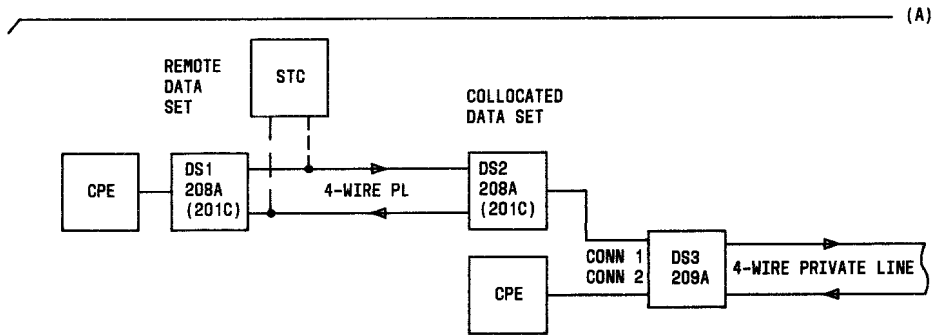 (A)
REMOTE
DATA
SET
STC
COLLOCATED
DATA SET
CPE
DS1
208A
(201C)
4-WIRE PL
DS2
208A
(201C)
CONN 1
CONN 2
DS3
209A
4-WIRE PRIVATE LINE
CPE